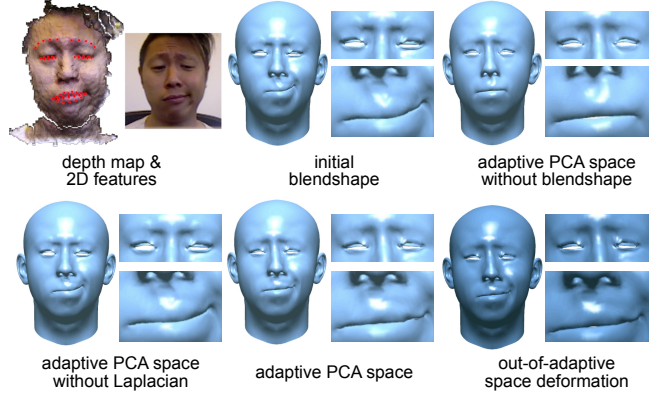 depth map &
2D features
initial
blendshape
adaptive PCA space
without blendshape
adaptive PCA space
without Laplacian
adaptive PCA space
out-of-adaptive
space deformation